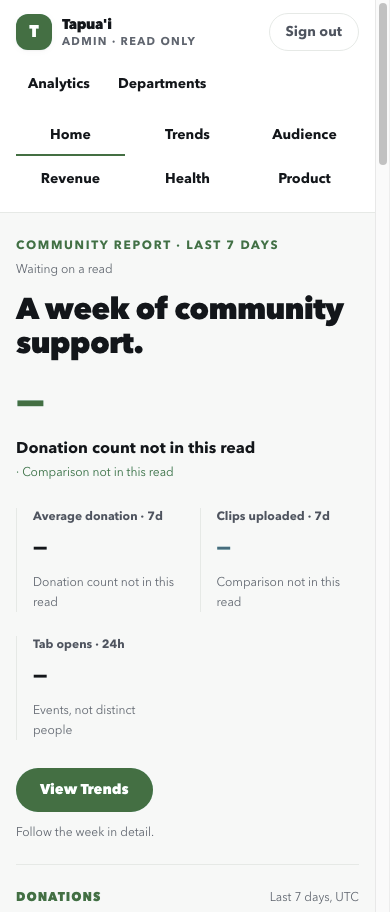 T
Tapua'i
ADMIN · READ ONLY
Sign out
Analytics
Departments
Home
Trends
Audience
Revenue
Health
Product
COMMUNITY REPORT · LAST 7 DAYS
Waiting on a read
A week of community
support.
–
Donation count not in this read
· Comparison not in this read
Average donation · 7d
–
Donation count not in this
read
Clips uploaded · 7d
–
Comparison not in this
read
Tab opens · 24h
–
Events, not distinct
people
View Trends
Follow the week in detail.
DONATIONS
Last 7 days, UTC